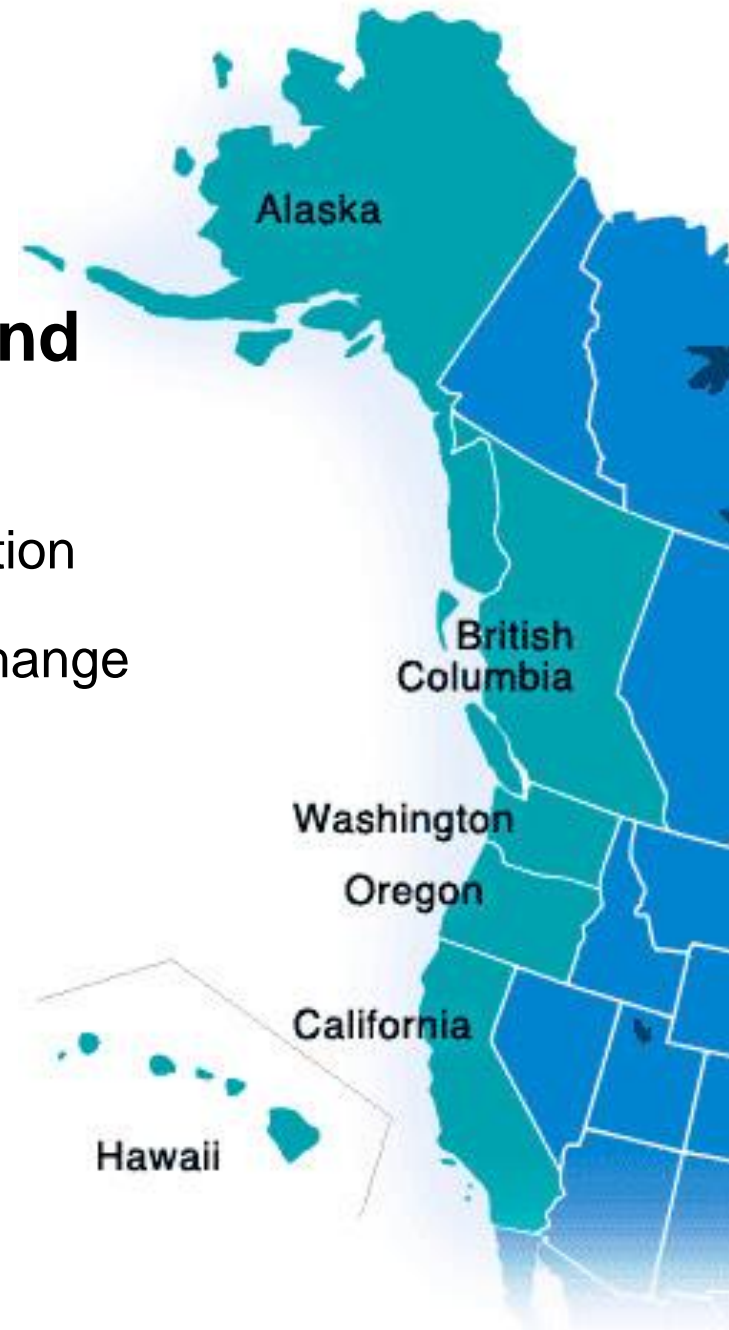 Alaska
nd
tion
hange
British
Columbia
Washington
Oregon
California
Hawaii